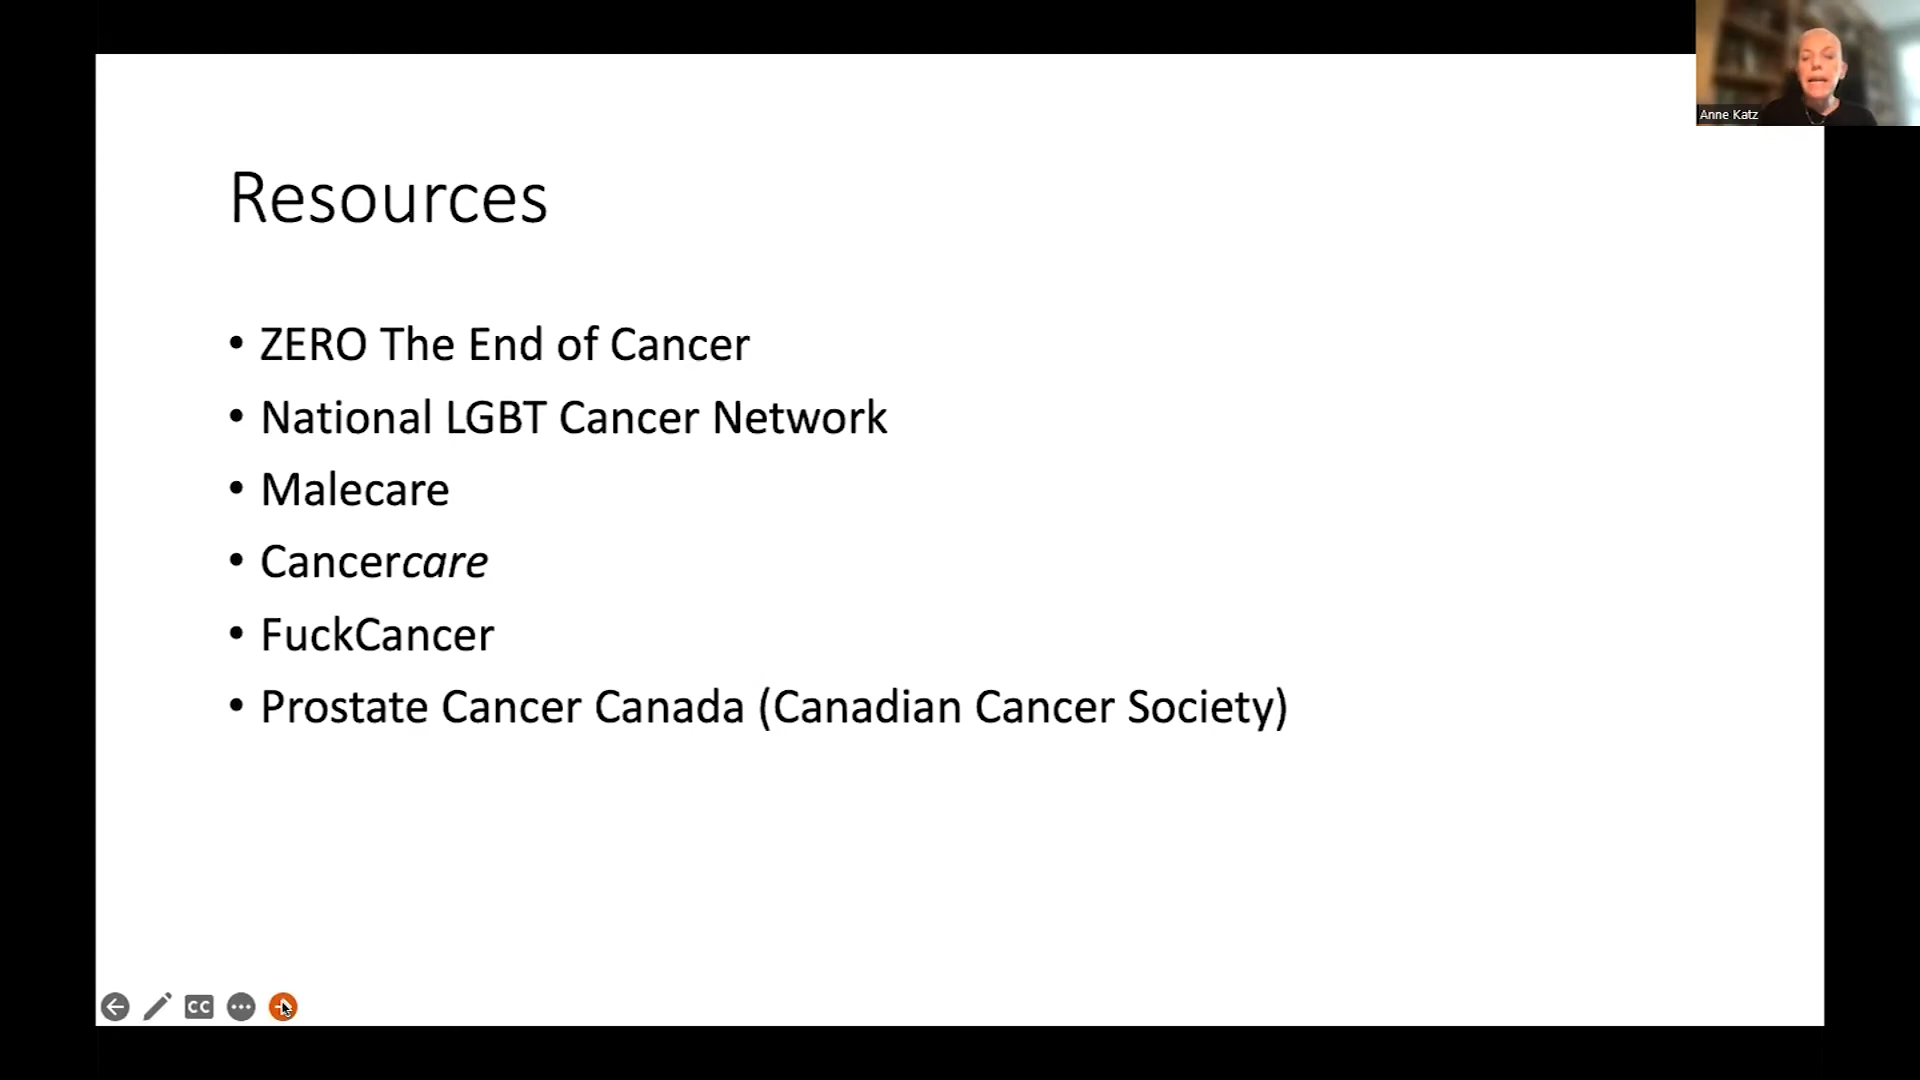 Anne Katz
Resources
• ZERO The End of Cancer
• National LGBT Cancer Network
• Malecare
• Cancercare
• FuckCancer
• Prostate Cancer Canada (Canadian Cancer Society)
CC